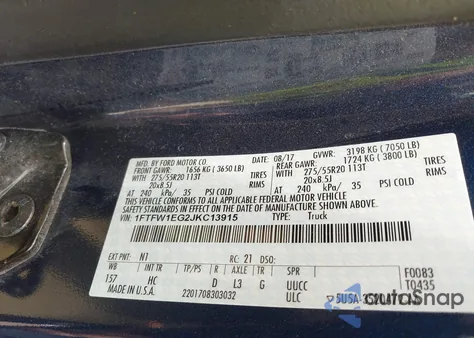 MFD. BY FORD MOTOR CO. 08/17 GVWR: 3198 KG (7050 LB)
FRONT GAWR: 1656 KG (3650 LB) REAR GAWR: 1724 KG (3800 LB)
275/55R20 113T TIRES 275/55R20 113T TIRES
20x8.5J RIMS 20x8.5J RIMS
AT 240 kPa/ 35 PSI COLD AT 240 kPa/ 35 PSI COLD
THIS VEHICLE CONFORMS TO ALL APPLICABLE FEDERAL MOTOR VEHICLE
SAFETY STANDARDS IN EFFECT ON THE DATE OF MANUFACTURE SHOWN ABOVE.
VIN: 1FTFW1EG2JKC13915
TYPE: Truck
EXT PNT: N1 RC: 21 DSO: F0083
WB INT TR TP/PS R AXLE TR SPR T0435
157 HC D L3 G UUCC
MADE IN U.S.A. 2201708303032 ULC
autoSnap